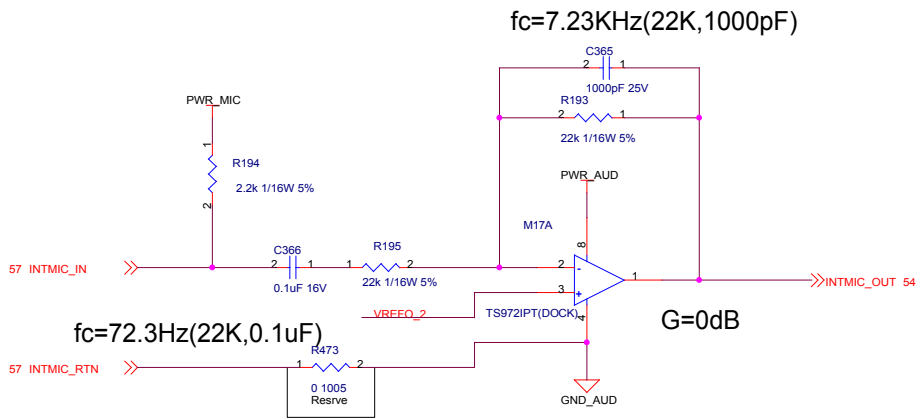 fc=7.23KHz(22K,1000pF)
C365
2
1
1000pF 25V
R193
2
1
22k 1/16W 5%
PWR_MIC
1
R194
2.2k 1/16W 5%
2
PWR_AUD
M17A
8
57 INTMIC_IN
C366
2
1
0.1uF 16V
R195
1
2
22k 1/16W 5%
2
-
3
+
1
INTMIC_OUT 54
VREFO_2
TS972IPT(DOCK)
4
G=0dB
fc=72.3Hz(22K,0.1uF)
57 INTMIC_RTN
R473
1
2
0 1005
Resrve
GND_AUD